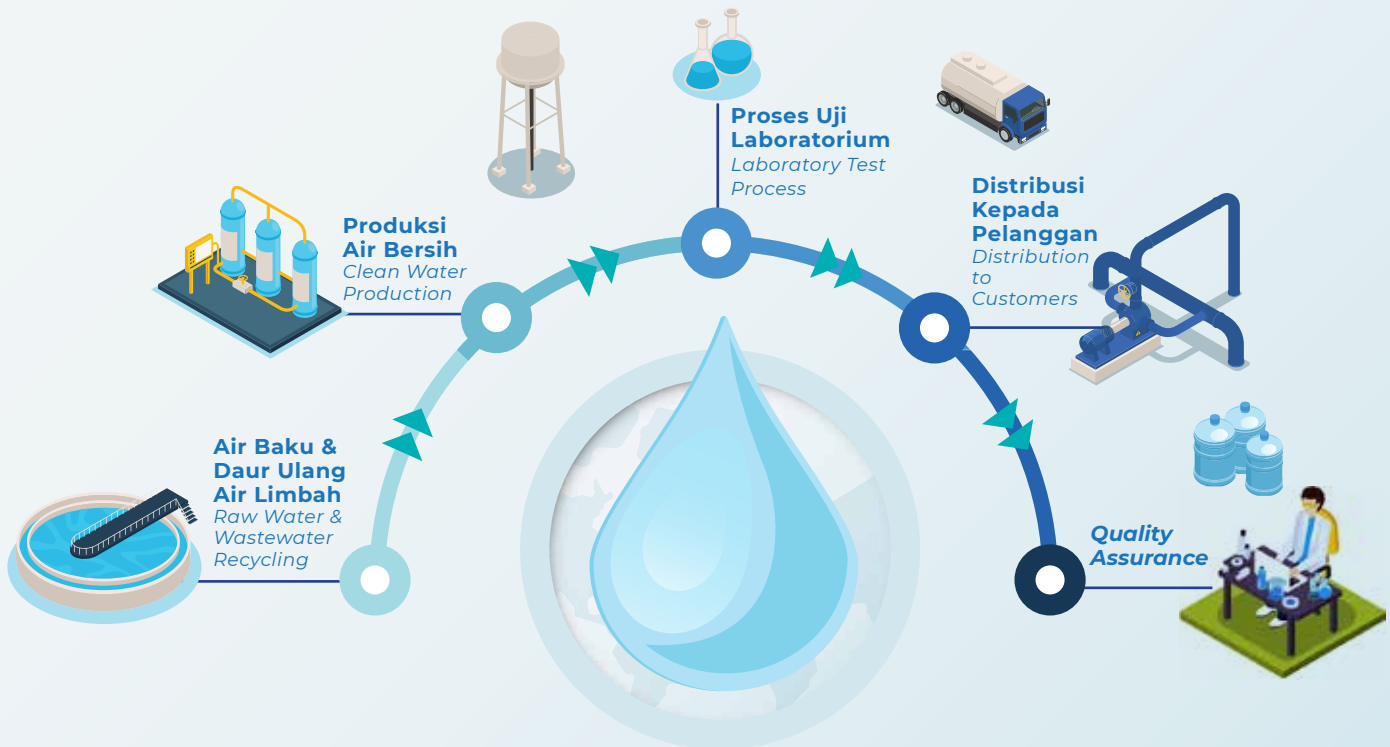 Air Baku &
Daur Ulang
Air Limbah
Raw Water &
Wastewater
Recycling
Produksi
Air Bersih
Clean Water
Production
Proses Uji
Laboratorium
Laboratory Test
Process
Distribusi
Kepada
Pelanggan
Distribution
to
Customers
Quality
Assurance